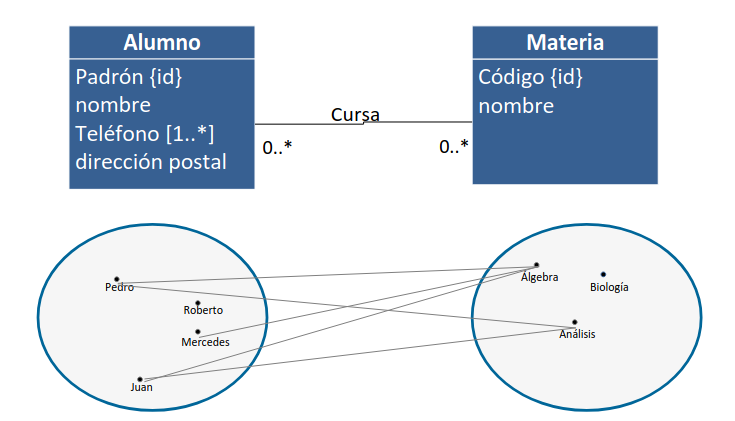 Alumno
Padrón {id}
nombre
Teléfono [1..*]
dirección postal
Cursa
0..*
0..*
Materia
Código {id}
nombre
Pedro
Roberto
Mercedes
Juan
Algebra
Biología
Análisis